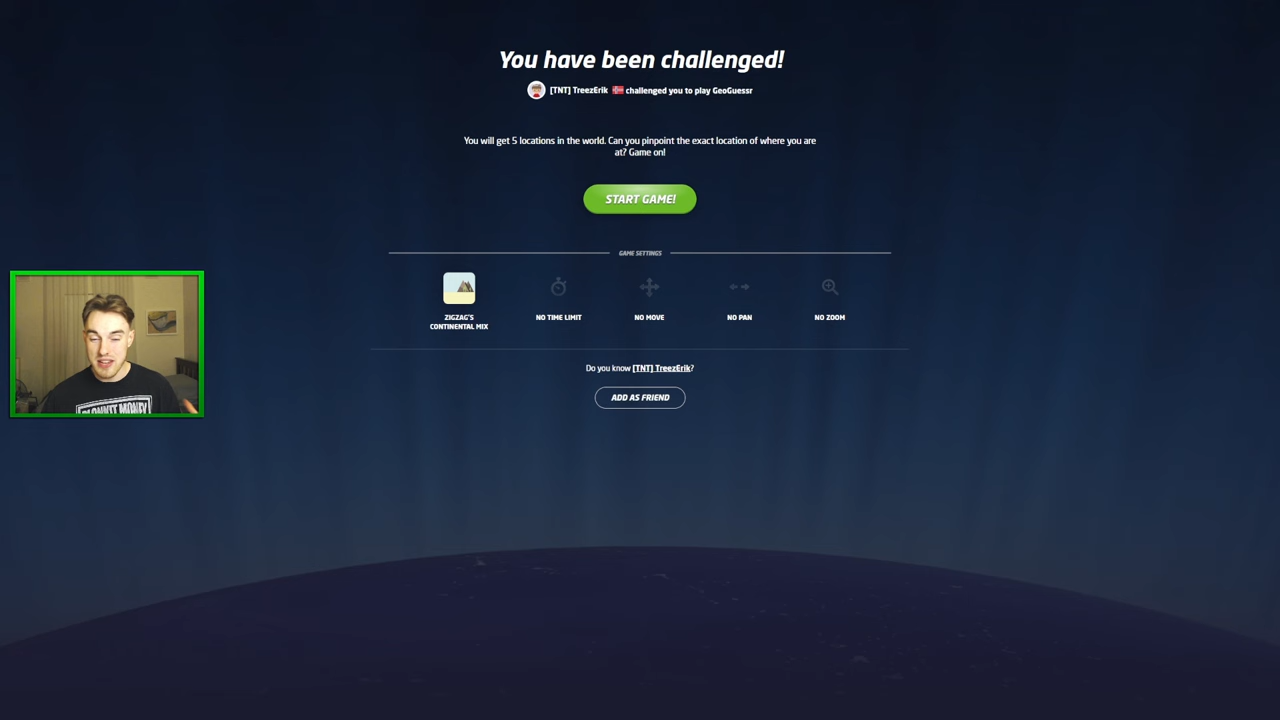 You have been challenged!
[TNT] TreezErik challenged you to play GeoGuessr
You will get 5 locations in the world. Can you pinpoint the exact location of where you are
at? Game on!
START GAME!
GAME SETTINGS
ZIGZAG'S
CONTINENTAL MIX
NO TIME LIMIT
NO MOVE
NO PAN
NO ZOOM
Do you know [TNT] TreezErik?
ADD AS FRIEND